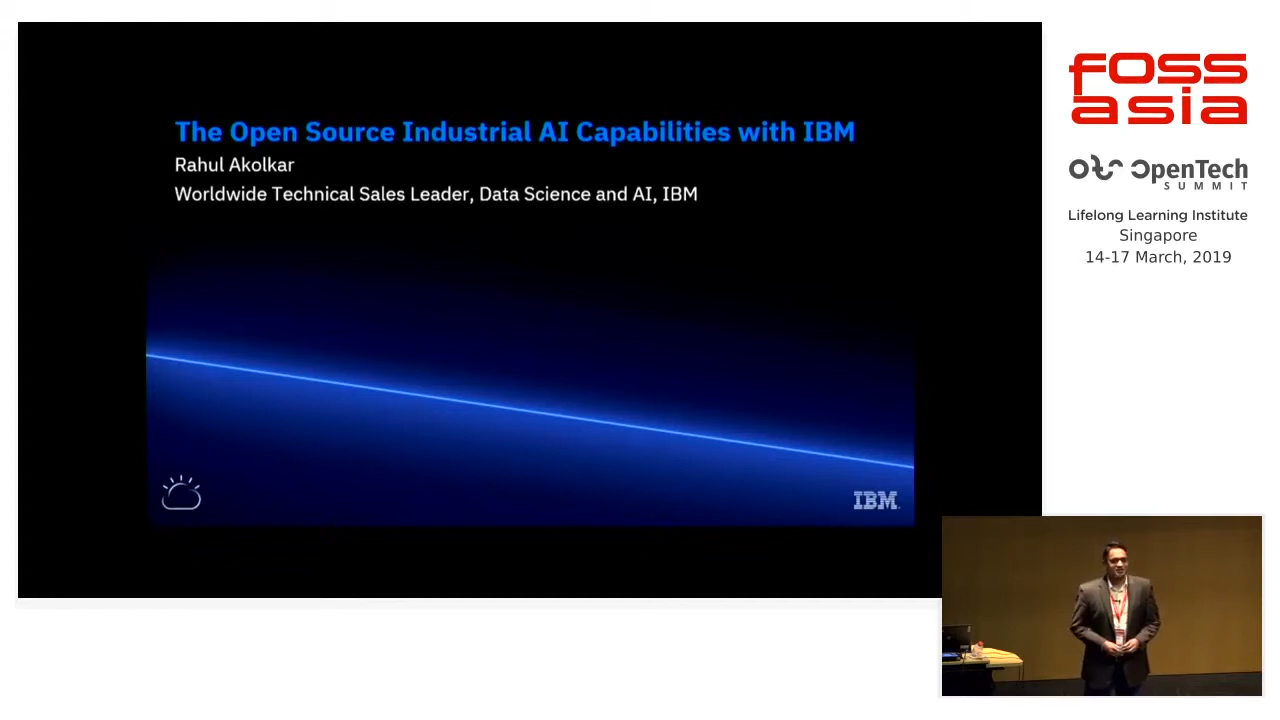 The Open Source Industrial AI Capabilities with IBM
Rahul Akolkar
Worldwide Technical Sales Leader, Data Science and AI, IBM
IBM
foss
asia
OpenTech
SUMMIT
Lifelong Learning Institute
Singapore
14-17 March, 2019